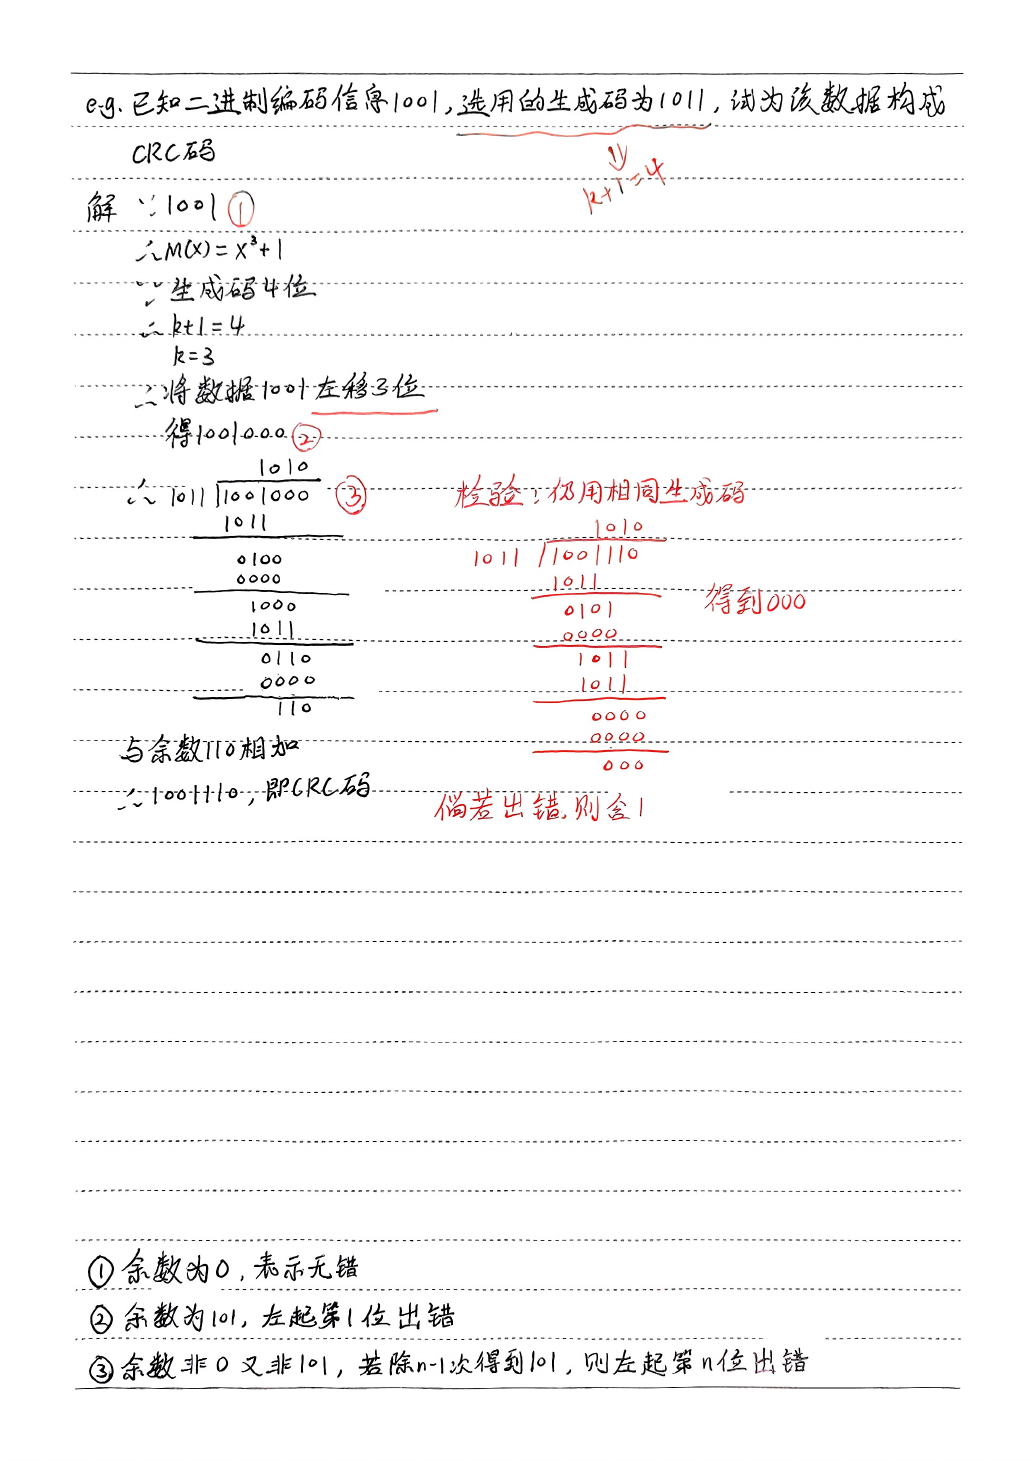 e.g. 已知二进制编码信息1001,选用的生成码为1011,试为该数据构成
CRC码
⇓
k+1=4
解 ∵1001 ①
∴M(X)=X³+1
∵生成码4位
∴k+1=4
k=3
∴将数据1001左移3位
得1001000 ②
1010
∴ 1011 1001000 ③
1011
0100
0000
1000
1011
0110
0000
110
与余数110相加
∴1001110,即CRC码
检验:仍用相同生成码
1010
1011 1001110
1011
0101
0000
1011
1011
0000
0000
000
得到000
倘若出错,则含1
①余数为0,表示无错
②余数为101,左起第1位出错
③余数非0又非101,若除n-1次得到101,则左起第n位出错